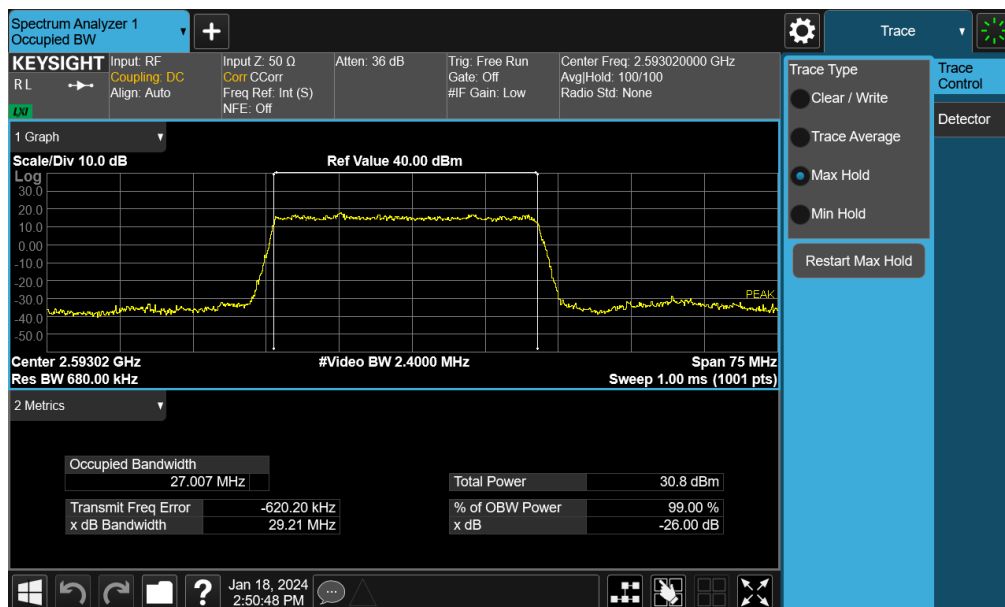 Spectrum Analyzer 1
Occupied BW
Trace
KEYSIGHT
R L
LXI
Input: RF
Coupling: DC
Align: Auto
Input Z: 50 Ω
Corr CCorr
Freq Ref: Int (S)
NFE: Off
Atten: 36 dB
Trig: Free Run
Gate: Off
#IF Gain: Low
Center Freq: 2.593020000 GHz
Avg|Hold: 100/100
Radio Std: None
Trace Type
Clear / Write
Trace Average
Max Hold
Min Hold
Restart Max Hold
Trace
Control
Detector
1 Graph
Scale/Div 10.0 dB
Ref Value 40.00 dBm
Log
30.0
20.0
10.0
0.00
-10.0
-20.0
-30.0
-40.0
-50.0
PEAK
Center 2.59302 GHz
#Video BW 2.4000 MHz
Span 75 MHz
Res BW 680.00 kHz
Sweep 1.00 ms (1001 pts)
2 Metrics
Occupied Bandwidth
27.007 MHz
Total Power 30.8 dBm
Transmit Freq Error -620.20 kHz
% of OBW Power 99.00 %
x dB Bandwidth 29.21 MHz
x dB -26.00 dB
Jan 18, 2024
2:50:48 PM